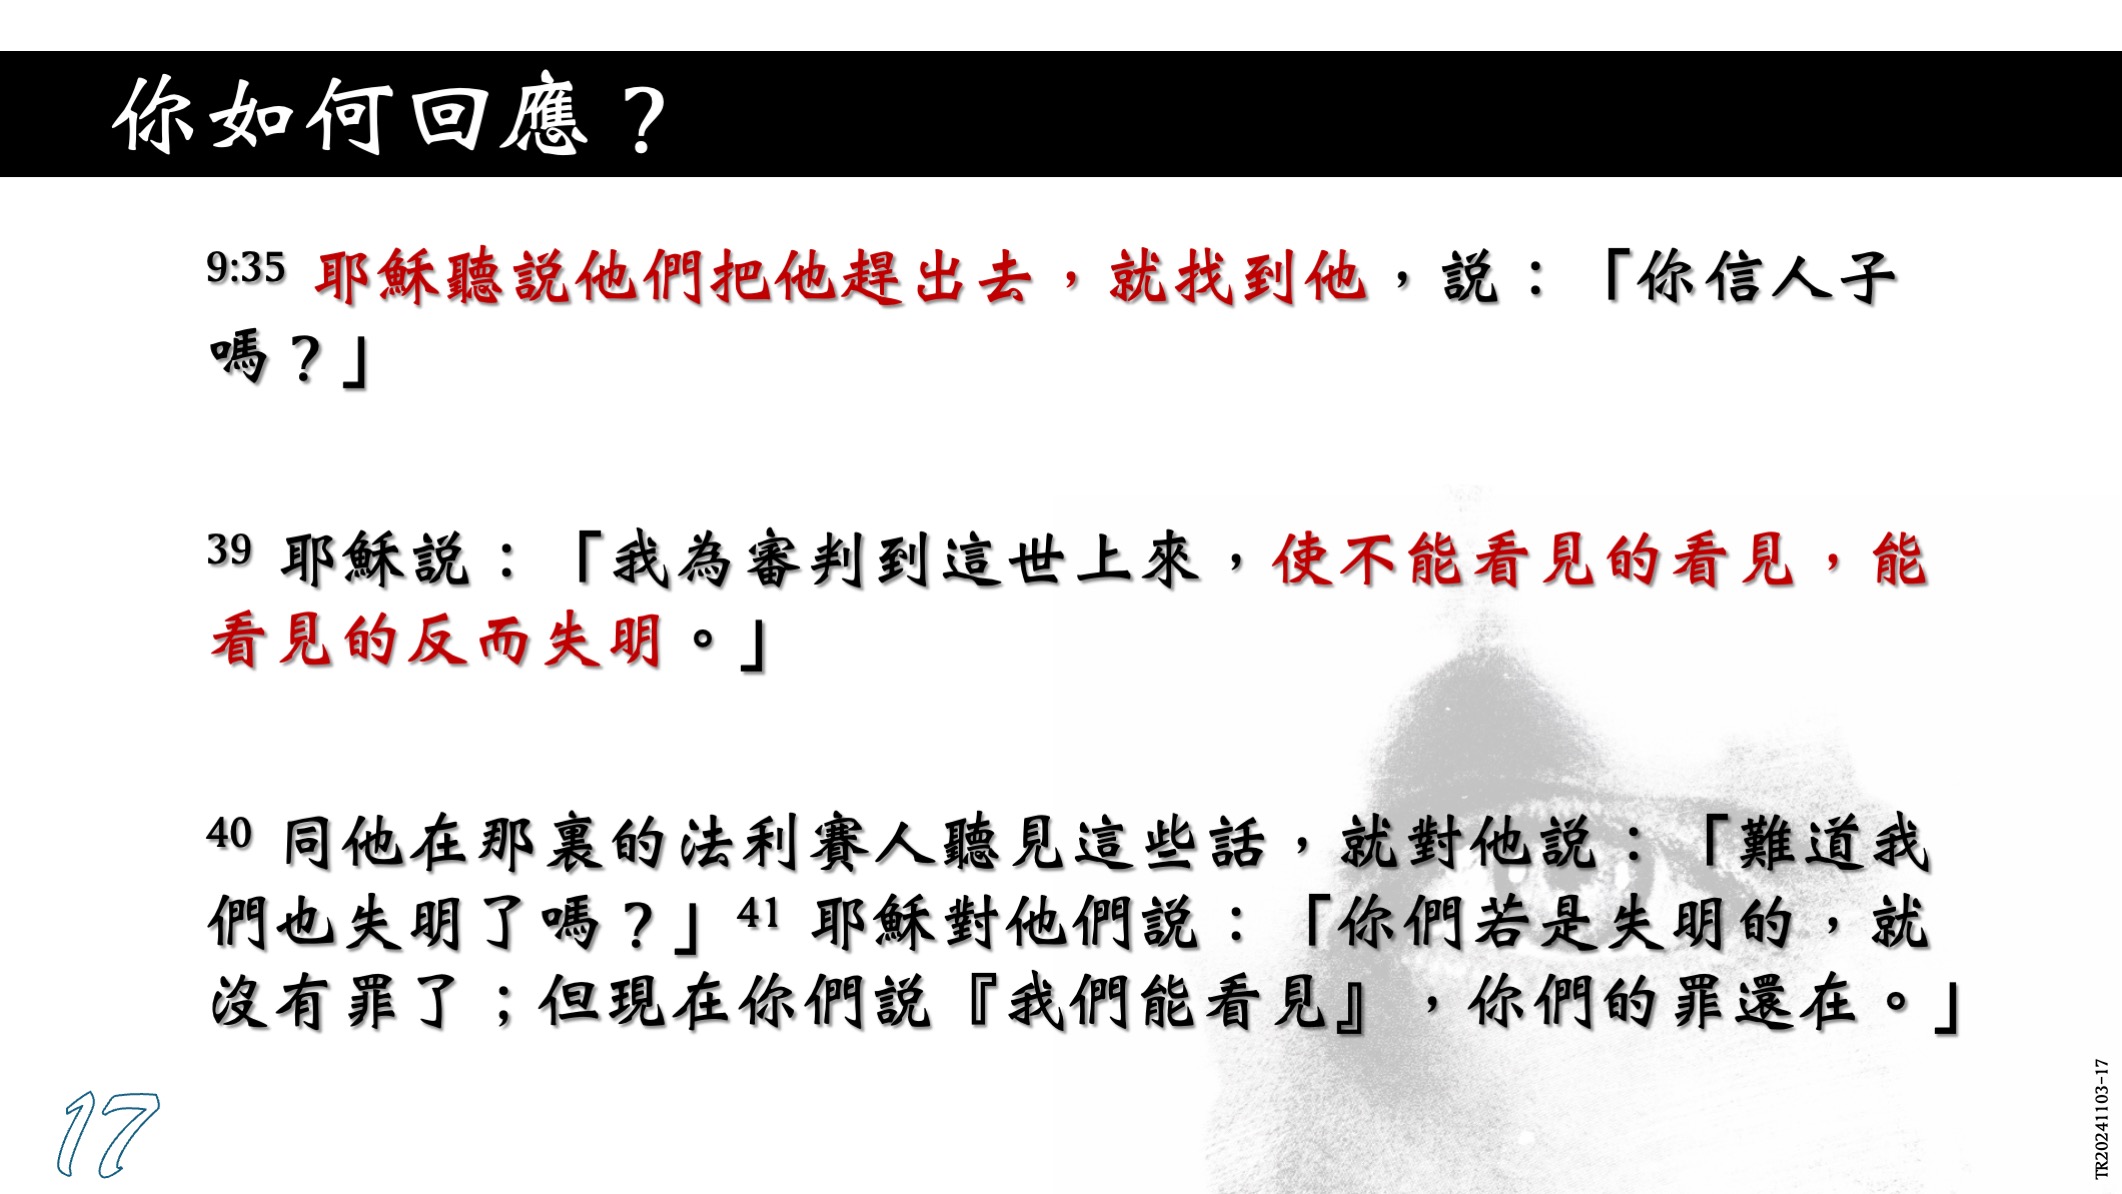 你如何回應？
9:35 耶穌聽説他們把他趕出去，就找到他，説：「你信人子
嗎？」
39 耶穌説：「我為審判到這世上來，使不能看見的看見，能
看見的反而失明。」
40 同他在那裏的法利賽人聽見這些話，就對他説：「難道我
們也失明了嗎？」41 耶穌對他們説：「你們若是失明的，就
沒有罪了；但現在你們説『我們能看見』，你們的罪還在。」
17
TR20241103-17